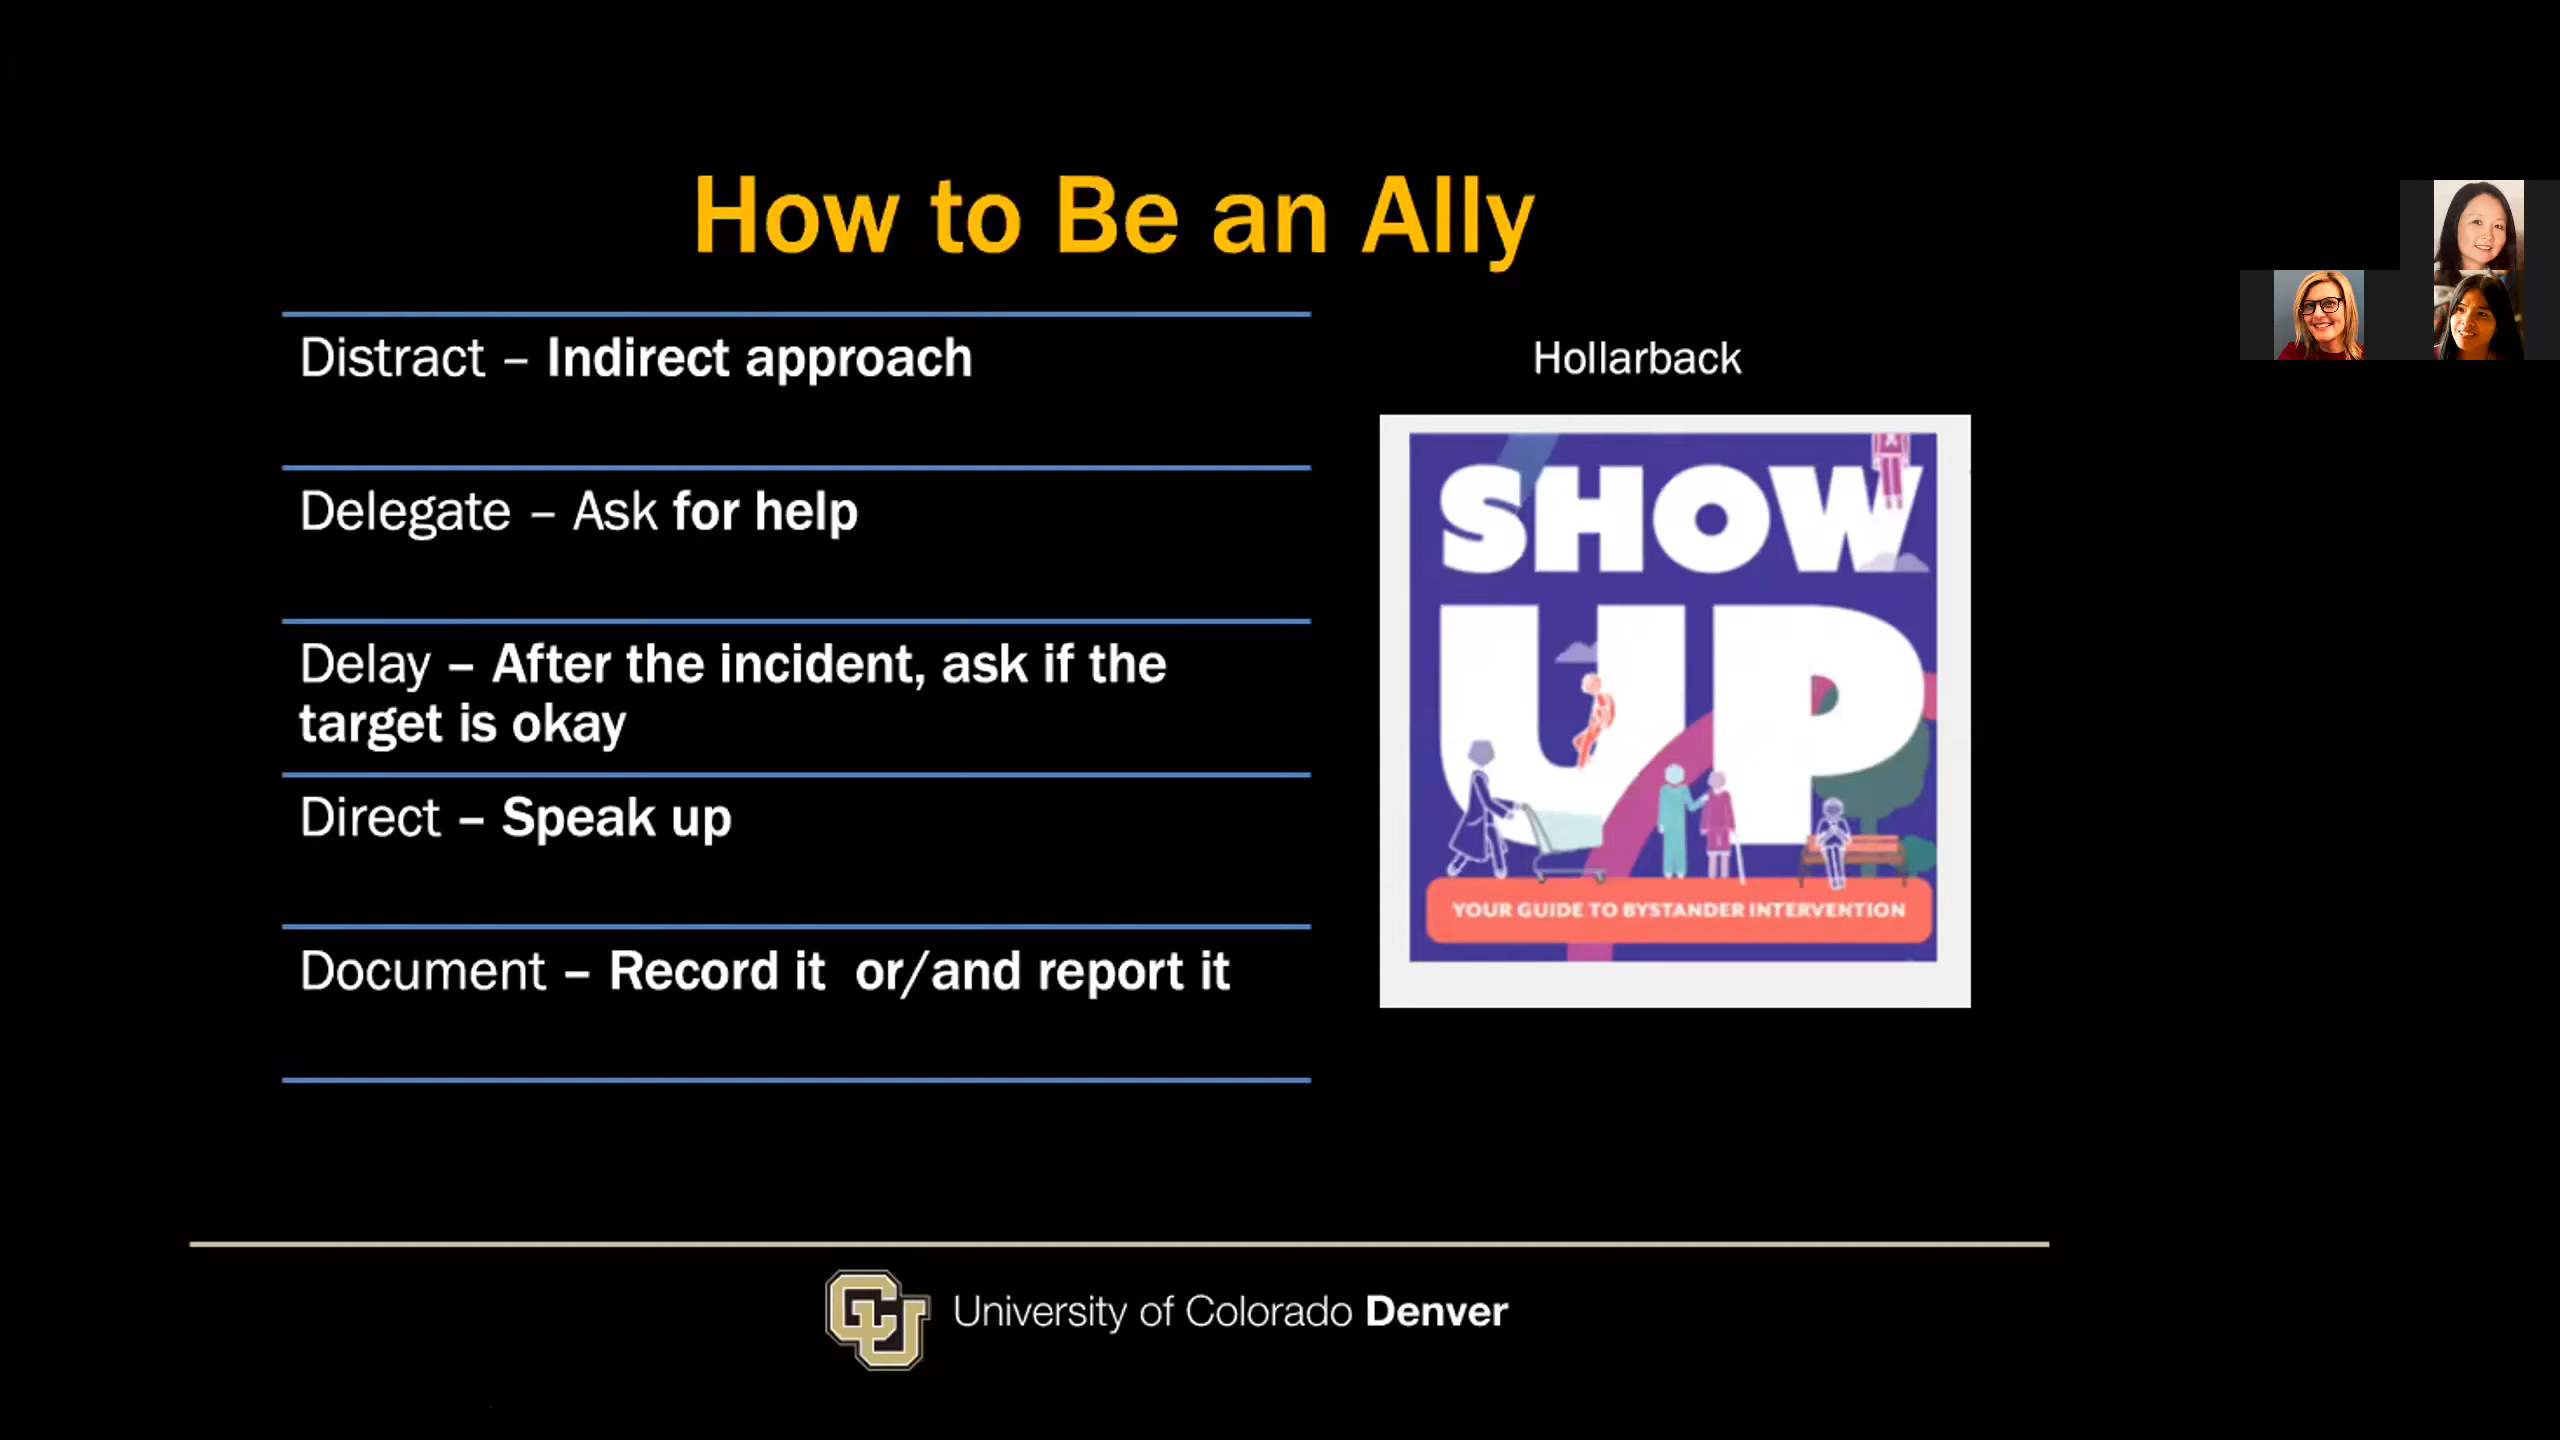 How to Be an Ally
Distract – Indirect approach
Delegate – Ask for help
Delay – After the incident, ask if the
target is okay
Direct – Speak up
Document – Record it  or/and report it
Hollarback
SHOW
UP
YOUR GUIDE TO BYSTANDER INTERVENTION
CU University of Colorado Denver